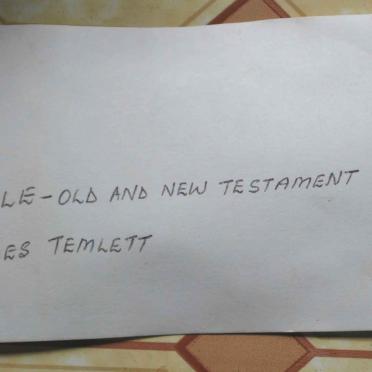 LE-OLD AND NEW TESTAMENT
ES TEMLETT